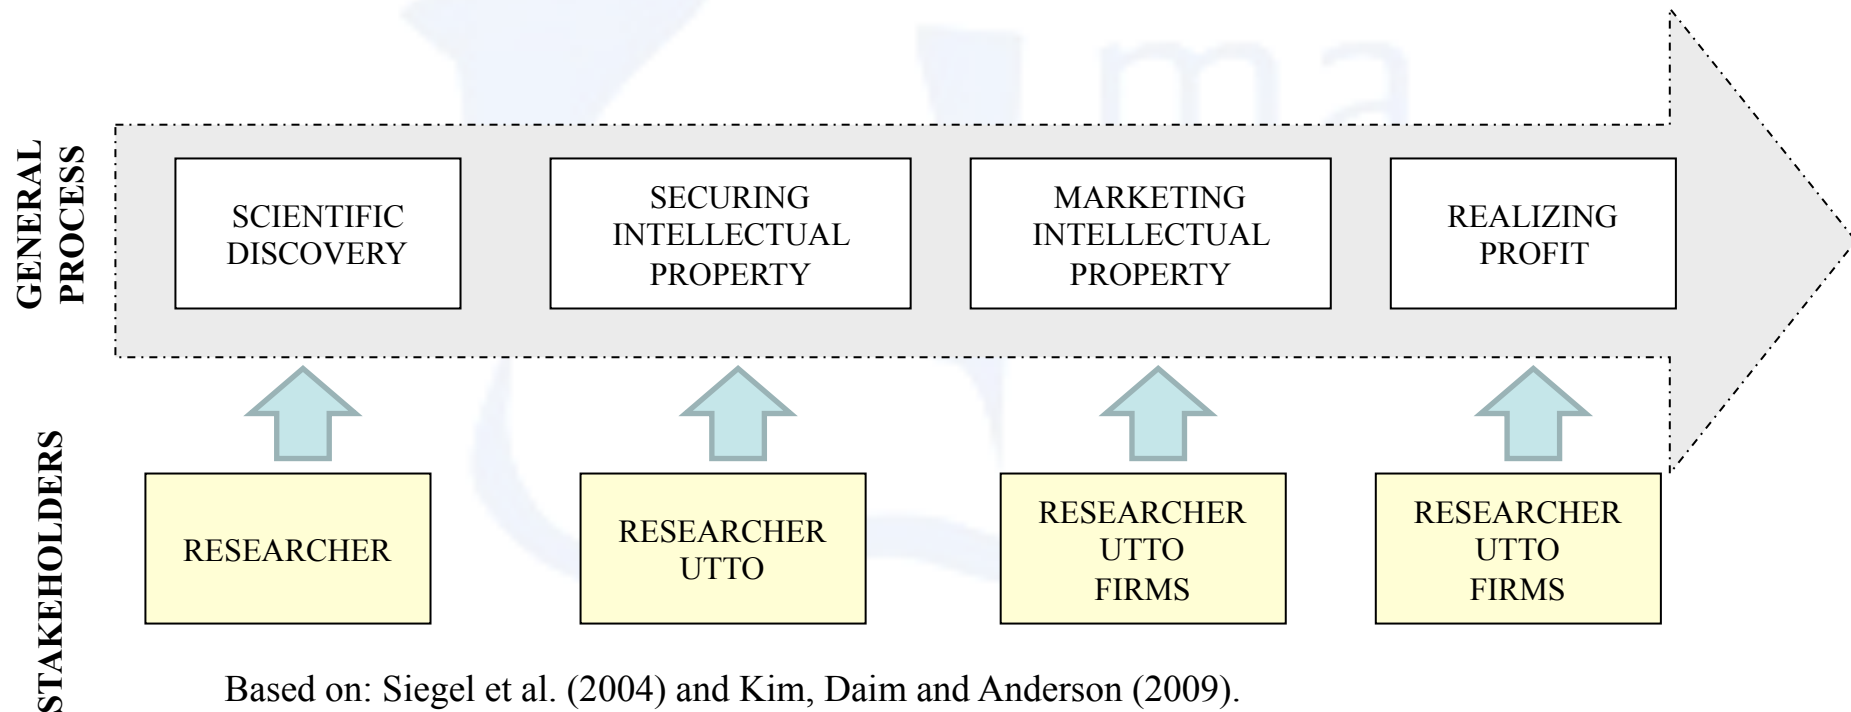 GENERAL
PROCESS
SCIENTIFIC
DISCOVERY
SECURING
INTELLECTUAL
PROPERTY
MARKETING
INTELLECTUAL
PROPERTY
REALIZING
PROFIT
STAKEHOLDERS
RESEARCHER
RESEARCHER
UTTO
RESEARCHER
UTTO
FIRMS
RESEARCHER
UTTO
FIRMS
Based on: Siegel et al. (2004) and Kim, Daim and Anderson (2009).
ma